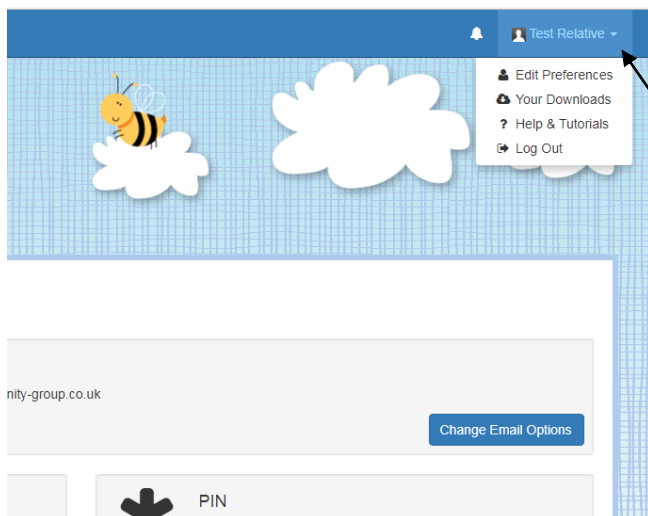 Test Relative
Edit Preferences
Your Downloads
? Help & Tutorials
Log Out
nity-group.co.uk
Change Email Options
PIN